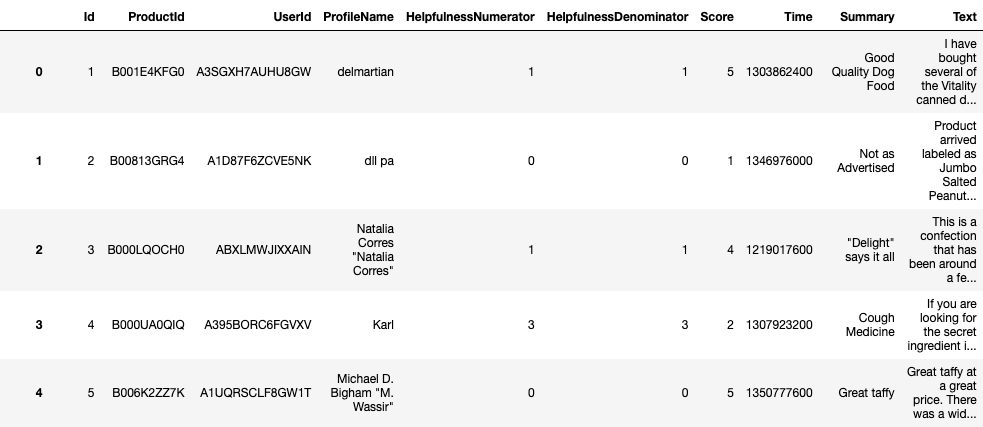 Id ProductId UserId ProfileName HelpfulnessNumerator HelpfulnessDenominator Score Time Summary Text
0 1 B001E4KFG0 A3SGXH7AUHU8GW delmartian 1 1 5 1303862400 Good Quality Dog Food I have bought several of the Vitality canned d...
1 2 B00813GRG4 A1D87F6ZCVE5NK dll pa 0 0 1 1346976000 Not as Advertised Product arrived labeled as Jumbo Salted Peanut...
2 3 B000LQOCH0 ABXLMWJIXXAIN Natalia Corres "Natalia Corres" 1 1 4 1219017600 "Delight" says it all This is a confection that has been around a fe...
3 4 B000UA0QIQ A395BORC6FGVXV Karl 3 3 2 1307923200 Cough Medicine If you are looking for the secret ingredient i...
4 5 B006K2ZZ7K A1UQRSCLF8GW1T Michael D. Bigham "M. Wassir" 0 0 5 1350777600 Great taffy Great taffy at a great price. There was a wid...